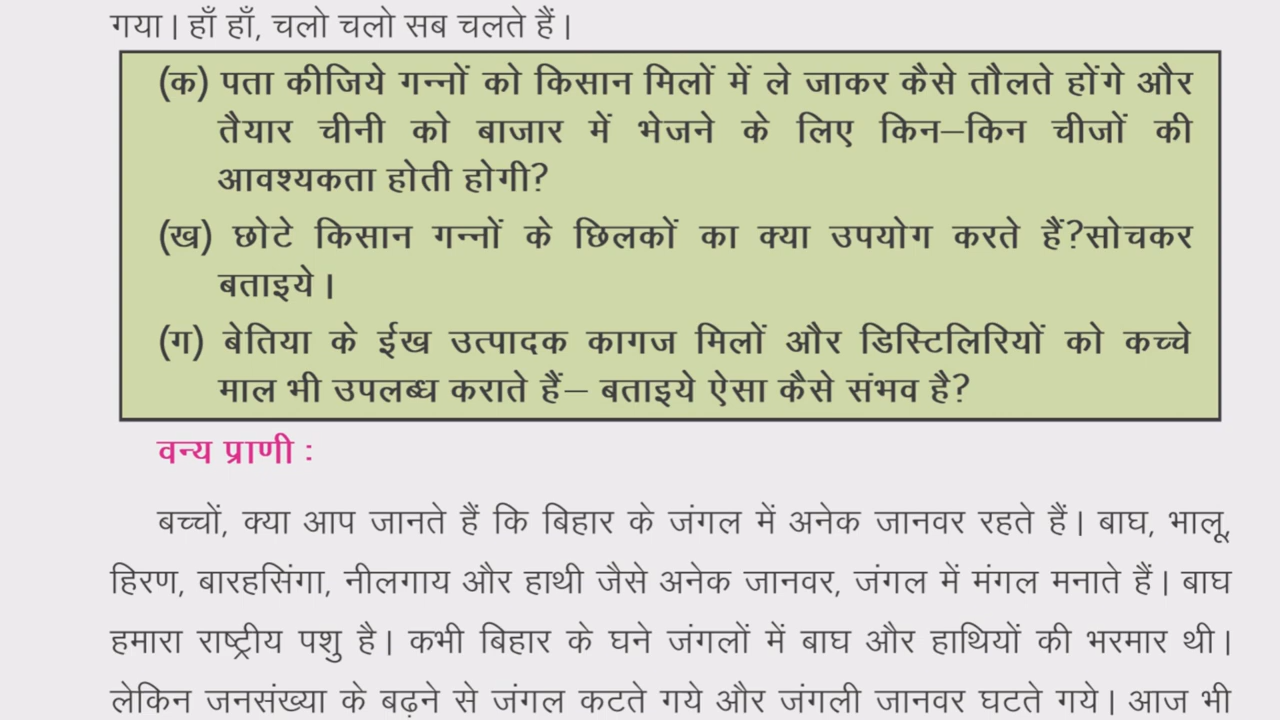 गया। हाँ हाँ, चलो चलो सब चलते हैं।
(क) पता कीजिये गन्नों को किसान मिलों में ले जाकर कैसे तौलते होंगे और
तैयार चीनी को बाजार में भेजने के लिए किन–किन चीजों की
आवश्यकता होती होगी?
(ख) छोटे किसान गन्नों के छिलकों का क्या उपयोग करते हैं?सोचकर
बताइये।
(ग) बेतिया के ईख उत्पादक कागज मिलों और डिस्टिलिरियों को कच्चे
माल भी उपलब्ध कराते हैं– बताइये ऐसा कैसे संभव है?
वन्य प्राणी :
बच्चों, क्या आप जानते हैं कि बिहार के जंगल में अनेक जानवर रहते हैं। बाघ, भालू,
हिरण, बारहसिंगा, नीलगाय और हाथी जैसे अनेक जानवर, जंगल में मंगल मनाते हैं। बाघ
हमारा राष्ट्रीय पशु है। कभी बिहार के घने जंगलों में बाघ और हाथियों की भरमार थी।
लेकिन जनसंख्या के बढ़ने से जंगल कटते गये और जंगली जानवर घटते गये। आज भी